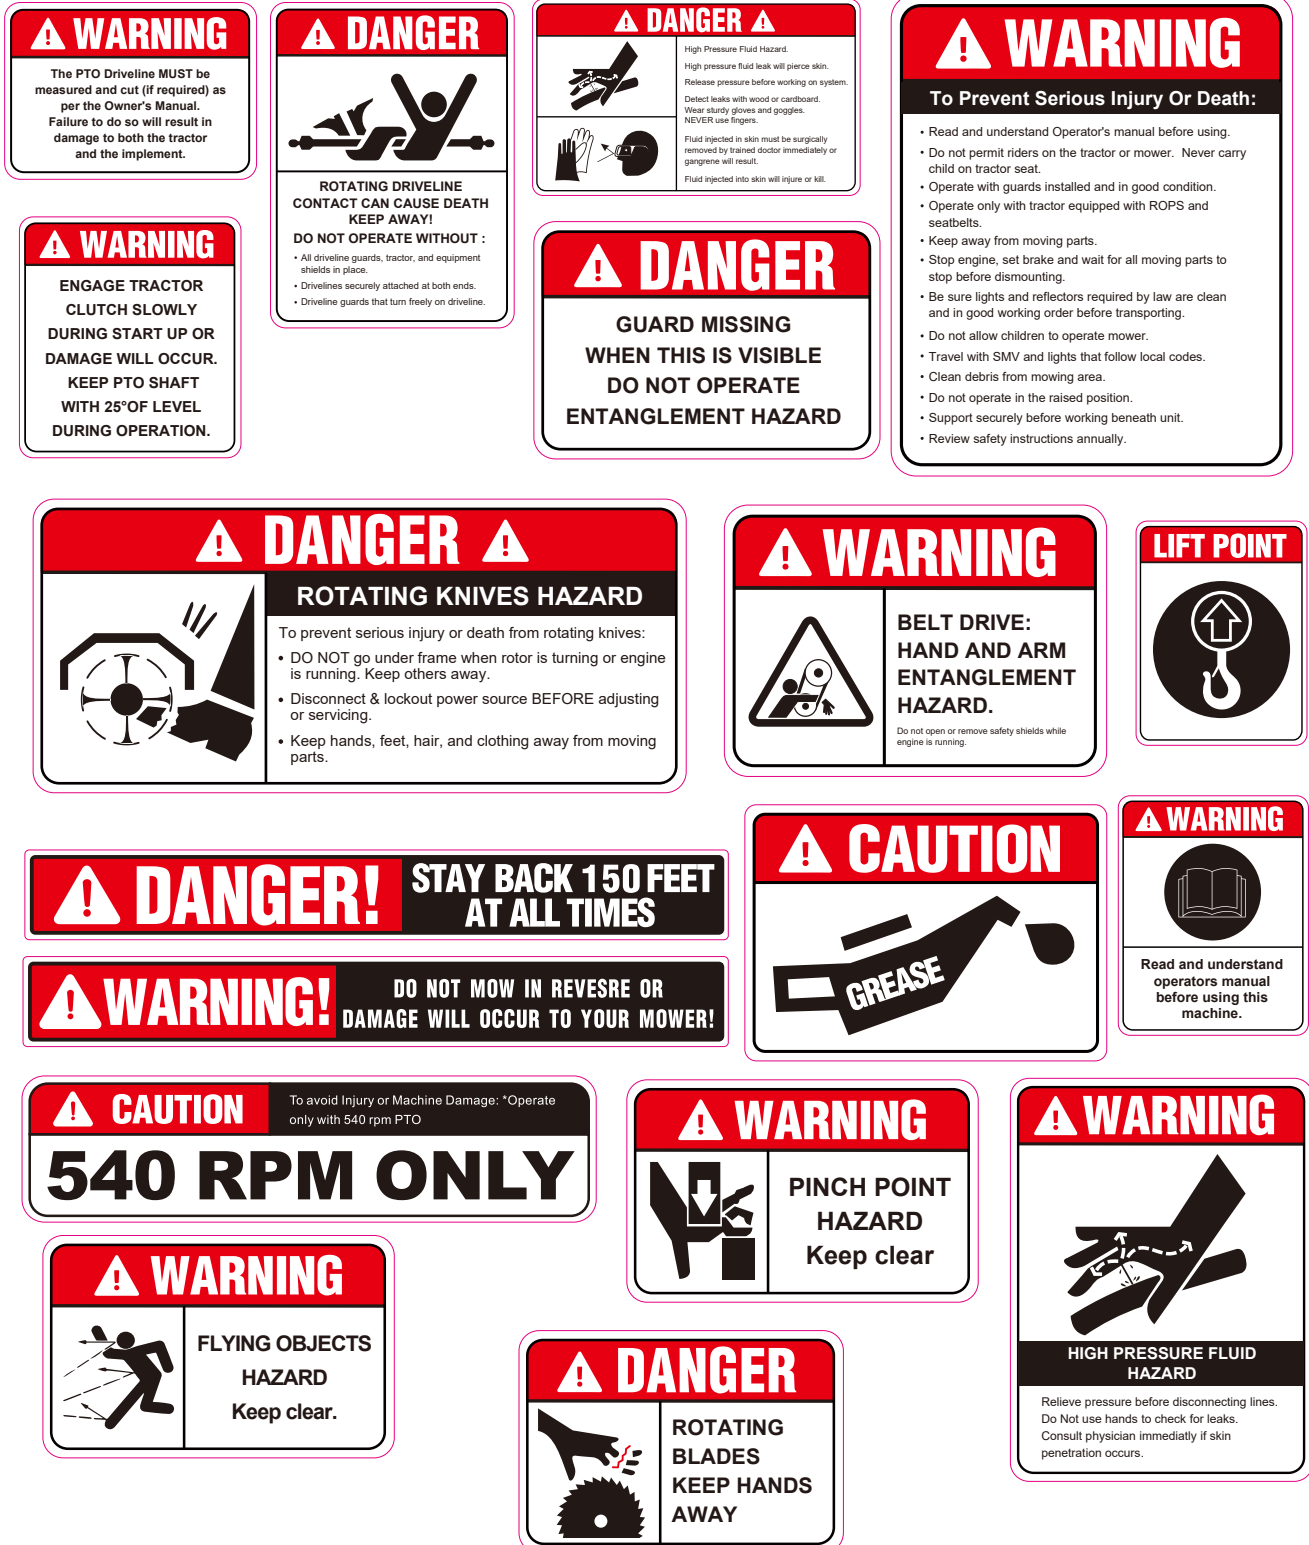 WARNING
The PTO Driveline MUST be
measured and cut (if required) as
per the Owner's Manual.
Failure to do so will result in
damage to both the tractor
and the implement.
DANGER
ROTATING DRIVELINE
CONTACT CAN CAUSE DEATH
KEEP AWAY!
DO NOT OPERATE WITHOUT :
• All driveline guards, tractor, and equipment
shields in place.
• Drivelines securely attached at both ends.
• Driveline guards that turn freely on driveline.
DANGER
High Pressure Fluid Hazard.
High pressure fluid leak will pierce skin.
Release pressure before working on system.
Detect leaks with wood or cardboard.
Wear sturdy gloves and goggles.
NEVER use fingers.
Fluid injected in skin must be surgically
removed by trained doctor immediately or
gangrene will result.
Fluid injected into skin will injure or kill.
WARNING
To Prevent Serious Injury Or Death:
• Read and understand Operator's manual before using.
• Do not permit riders on the tractor or mower. Never carry
child on tractor seat.
• Operate with guards installed and in good condition.
• Operate only with tractor equipped with ROPS and
seatbelts.
• Keep away from moving parts.
• Stop engine, set brake and wait for all moving parts to
stop before dismounting.
• Be sure lights and reflectors required by law are clean
and in good working order before transporting.
• Do not allow children to operate mower.
• Travel with SMV and lights that follow local codes.
• Clean debris from mowing area.
• Do not operate in the raised position.
• Support securely before working beneath unit.
• Review safety instructions annually.
WARNING
ENGAGE TRACTOR
CLUTCH SLOWLY
DURING START UP OR
DAMAGE WILL OCCUR.
KEEP PTO SHAFT
WITH 25°OF LEVEL
DURING OPERATION.
DANGER
GUARD MISSING
WHEN THIS IS VISIBLE
DO NOT OPERATE
ENTANGLEMENT HAZARD
DANGER
ROTATING KNIVES HAZARD
To prevent serious injury or death from rotating knives:
• DO NOT go under frame when rotor is turning or engine
is running. Keep others away.
• Disconnect & lockout power source BEFORE adjusting
or servicing.
• Keep hands, feet, hair, and clothing away from moving
parts.
WARNING
BELT DRIVE:
HAND AND ARM
ENTANGLEMENT
HAZARD.
Do not open or remove safety shields while
engine is running.
LIFT POINT
DANGER!
STAY BACK 150 FEET
AT ALL TIMES
WARNING!
DO NOT MOW IN REVESRE OR
DAMAGE WILL OCCUR TO YOUR MOWER!
CAUTION
GREASE
WARNING
Read and understand
operators manual
before using this
machine.
CAUTION
To avoid Injury or Machine Damage: *Operate
only with 540 rpm PTO
540 RPM ONLY
WARNING
PINCH POINT
HAZARD
Keep clear
WARNING
HIGH PRESSURE FLUID
HAZARD
Relieve pressure before disconnecting lines.
Do Not use hands to check for leaks.
Consult physician immediatly if skin
penetration occurs.
WARNING
FLYING OBJECTS
HAZARD
Keep clear.
DANGER
ROTATING
BLADES
KEEP HANDS
AWAY